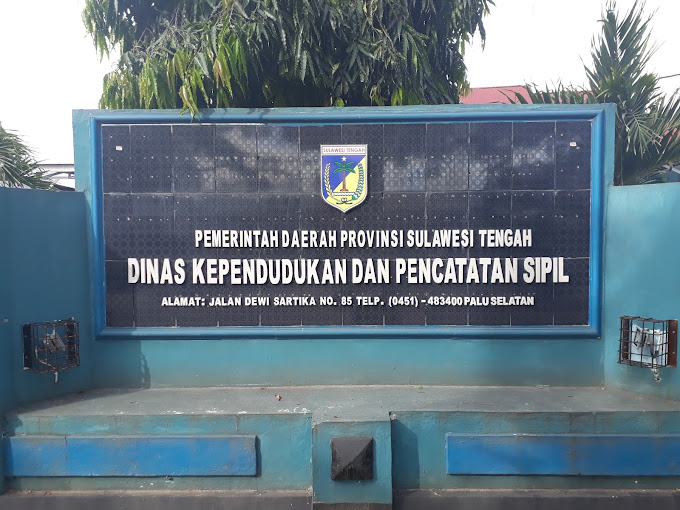 SULAWESI TENGAH
PEMERINTAH DAERAH PROVINSI SULAWESI TENGAH
DINAS KEPENDUDUKAN DAN PENCATATAN SIPIL
ALAMAT: JALAN DEWI SARTIKA NO. 85 TELP. (0451) - 483400 PALU SELATAN